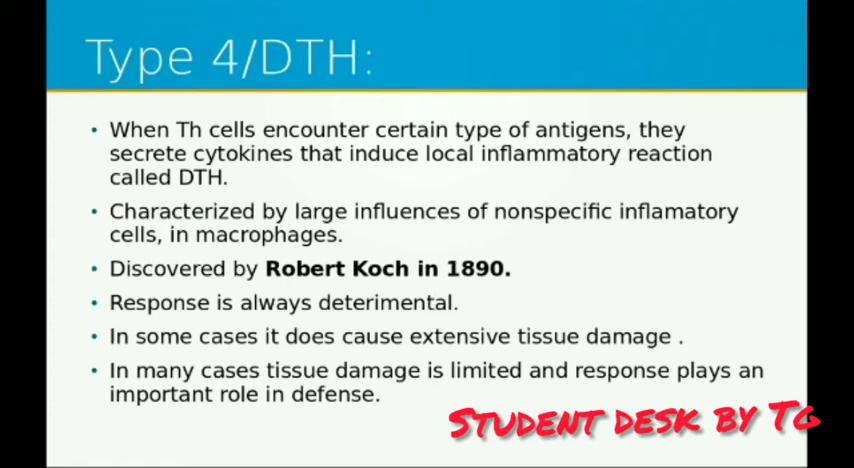 Type 4/DTH:
• When Th cells encounter certain type of antigens, they
secrete cytokines that induce local inflammatory reaction
called DTH.
• Characterized by large influences of nonspecific inflamatory
cells, in macrophages.
• Discovered by Robert Koch in 1890.
• Response is always deterimental.
• In some cases it does cause extensive tissue damage .
• In many cases tissue damage is limited and response plays an
important role in defense.
Student desk by Tg